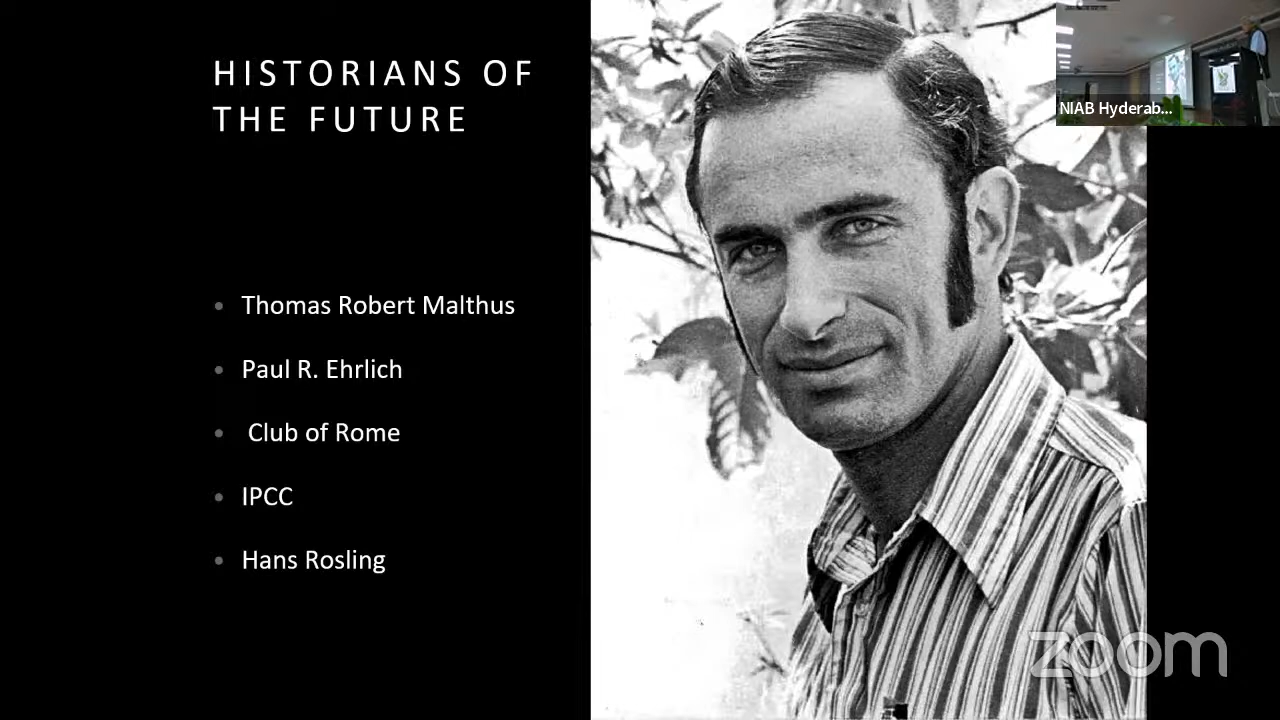 HISTORIANS OF
THE FUTURE
Thomas Robert Malthus
Paul R. Ehrlich
Club of Rome
IPCC
Hans Rosling
NIAB Hyderab...
zoom